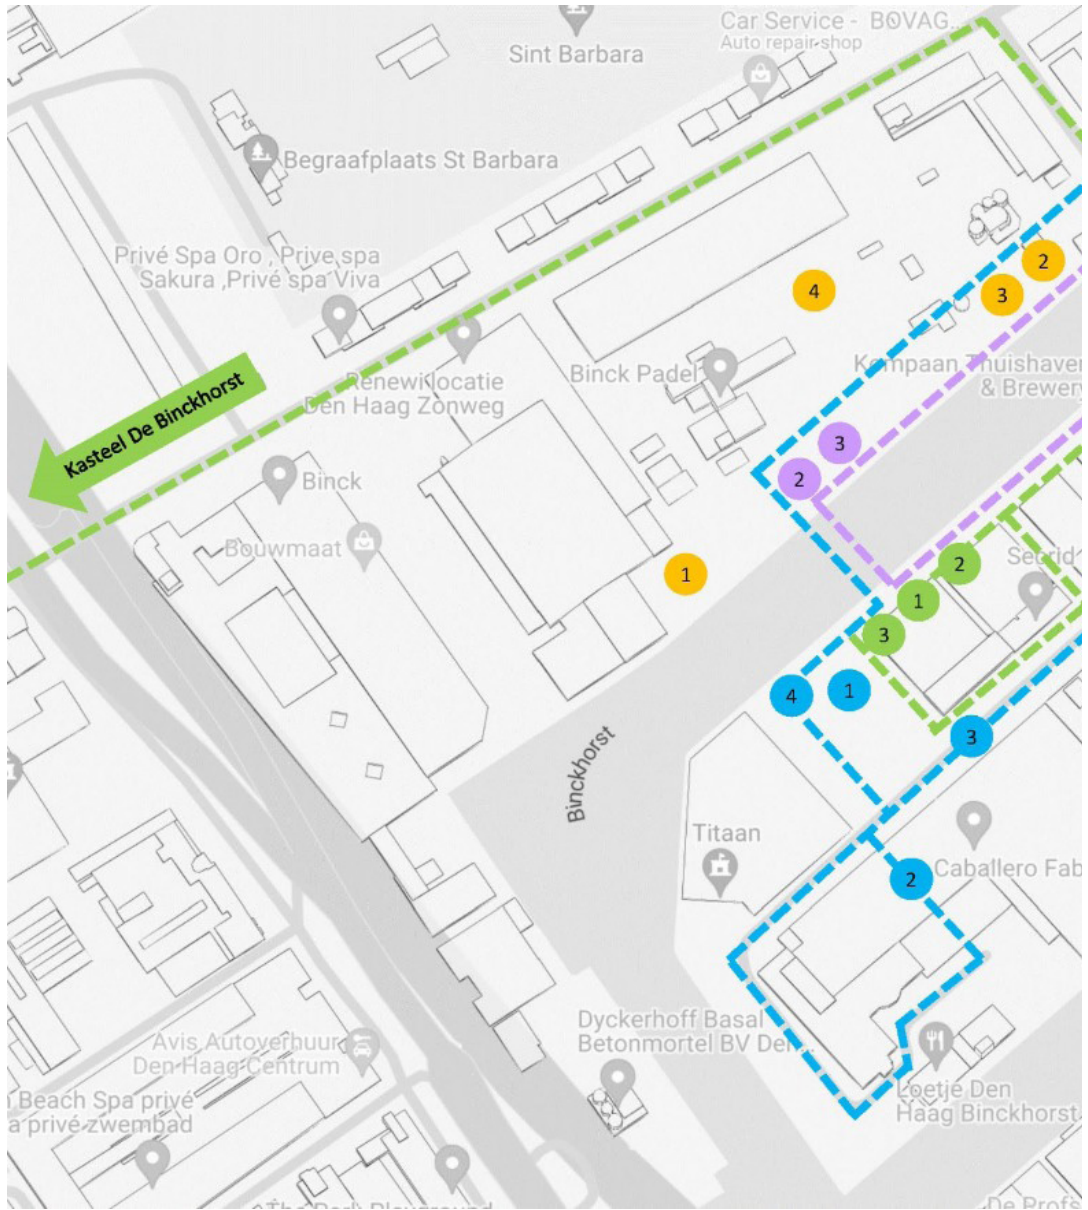 Car Service - BOVAG...
Auto repair shop
Sint Barbara
Begraafplaats St Barbara
Privé Spa Oro , Prive spa
Sakura ,Privé spa Viva
2
3
4
Renewi locatie
Den Haag Zonweg
Binck Padel
Kompaan Thuishaven
& Brewery
Kasteel De Binckhorst
3
2
Binck
Bouwmaat
1
2
1
3
4
1
3
Binckhorst
Titaan
Caballero Fab
2
Dyckerhoff Basal
Betonmortel BV Den...
Avis Autoverhuur
Den Haag Centrum
Loetje Den
Haag Binckhorst
Beach Spa privé
a privé zwembad
De Profs